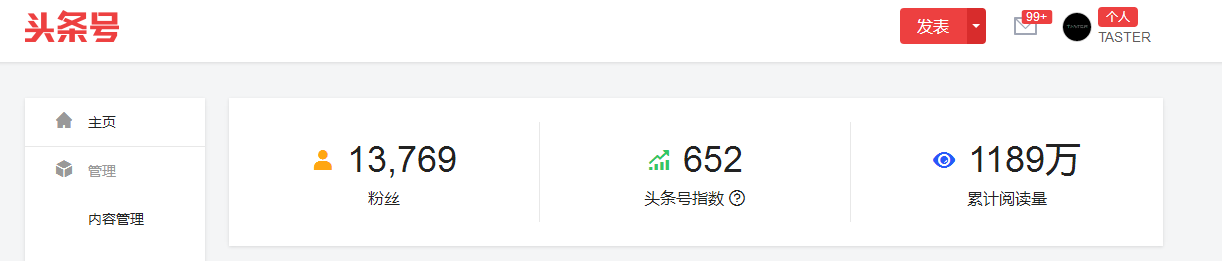 头条号
发表
99+
个人
TASTER
主页
管理
内容管理
13,769
粉丝
652
头条号指数
1189万
累计阅读量